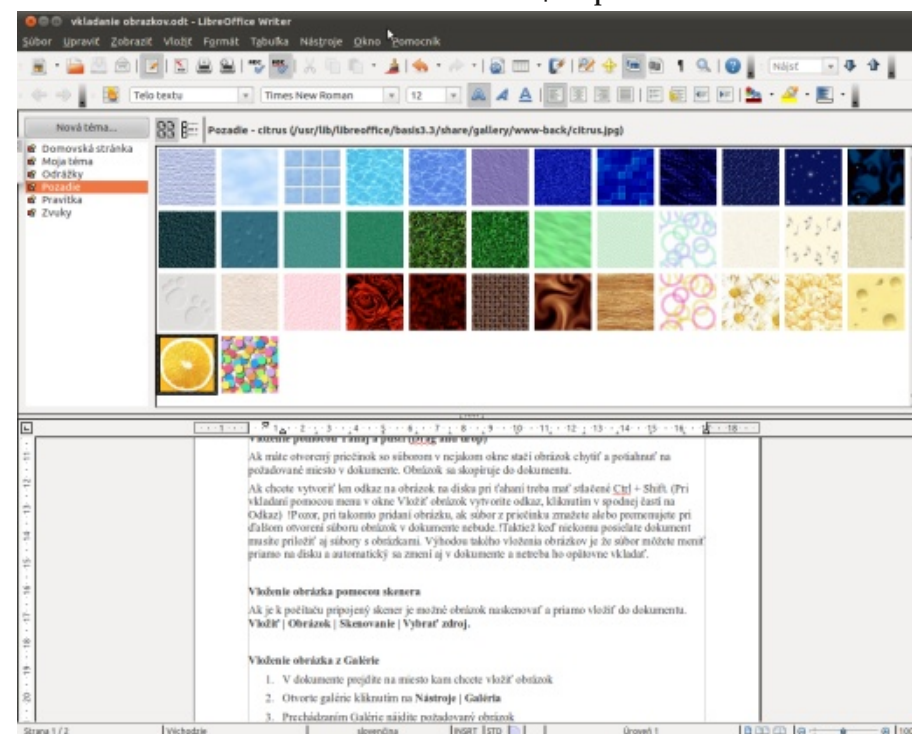 vkladanie obrazkov.odt - LibreOffice Writer
Súbor Upraviť Zobraziť Vložiť Formát Tabuľka Nástroje Okno Pomocník
Nájsť
Telo textu Times New Roman 12
Nová téma... Pozadie - citrus (/usr/lib/libreoffice/basis3.3/share/gallery/www-back/citrus.jpg)
Domovská stránka
Moja téma
Odrážky
Pozadie
Pravítka
Zvuky
Vloženie pomocou Ťahaj a pusti (Drag and drop)
Ak máte otvorený priečinok so súborom v nejakom okne stačí obrázok chytiť a potiahnuť na
požadované miesto v dokumente. Obrázok sa skopíruje do dokumentu.
Ak chcete vytvoriť len odkaz na obrázok na disku pri ťahaní treba mať stlačené Ctrl + Shift. (Pri
vkladaní pomocou menu v okne Vložiť obrázok vytvoríte odkaz, kliknutím v spodnej časti na
Odkaz) !Pozor, pri takomto pridaní obrázku, ak súbor z priečinku zmažete alebo premenujete pri
ďalšom otvorení súboru obrázok v dokumente nebude.!Taktiež keď niekomu posielate dokument
musíte priložiť aj súbory s obrázkami. Výhodou takého vloženia obrázkov je že súbor môžete meniť
priamo na disku a automatický sa zmení aj v dokumente a netreba ho opätovne vkladať.
Vloženie obrázka pomocou skenera
Ak je k počítaču pripojený skener je možné obrázok naskenovať a priamo vložiť do dokumentu.
Vložiť | Obrázok | Skenovanie | Vybrať zdroj.
Vloženie obrázka z Galérie
1. V dokumente prejdite na miesto kam chcete vložiť obrázok
2. Otvorte galérie kliknutím na Nástroje | Galéria
3. Prechádzaním Galérie nájdite požadovaný obrázok
Strana 1 / 2 Východzie slovenčina INSRT STD Úroveň 1 100